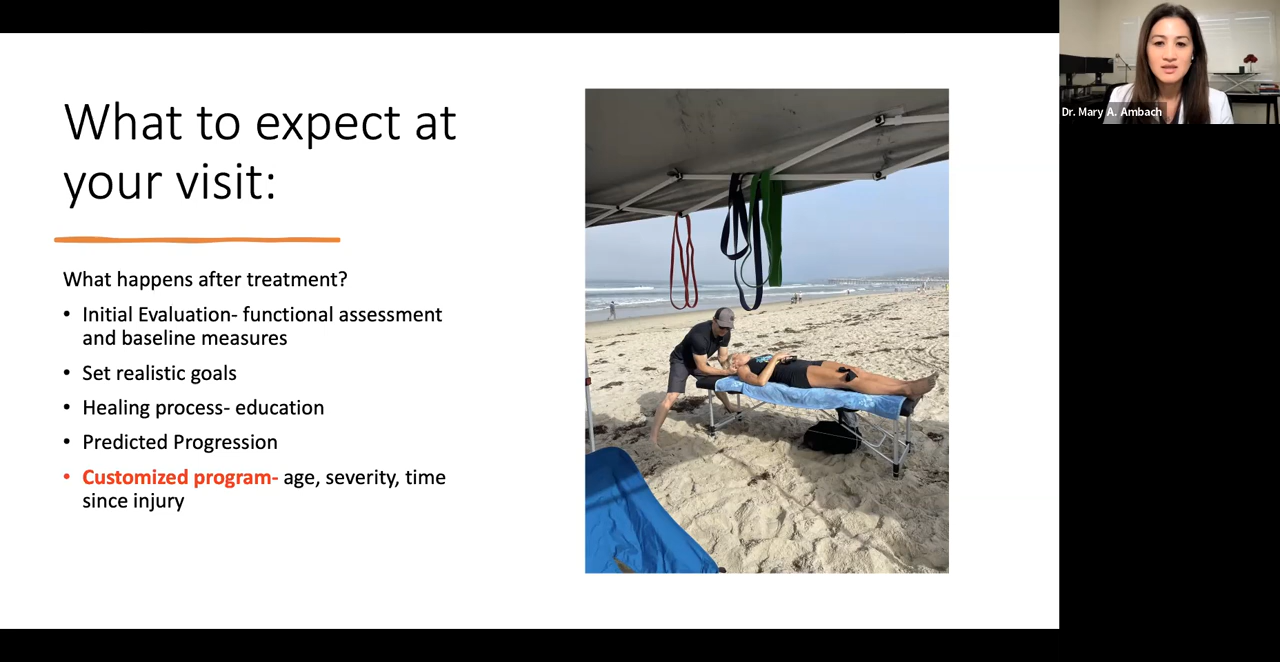 What to expect at
your visit:
What happens after treatment?
• Initial Evaluation- functional assessment
and baseline measures
• Set realistic goals
• Healing process- education
• Predicted Progression
• Customized program- age, severity, time
since injury
Dr. Mary A. Ambach